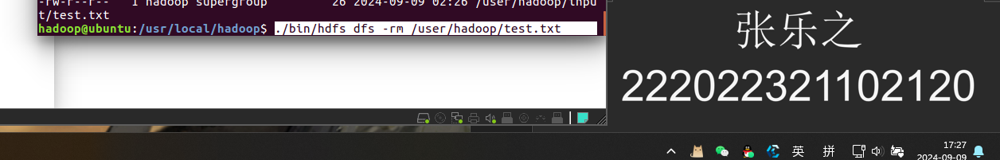 -rw-r--r--   1 hadoop supergroup         26 2024-09-09 02:26 /user/hadoop/inpu
t/test.txt
hadoop@ubuntu:/usr/local/hadoop$ ./bin/hdfs dfs -rm /user/hadoop/test.txt
张乐之
222022321102120
英 拼
17:27
2024-09-09